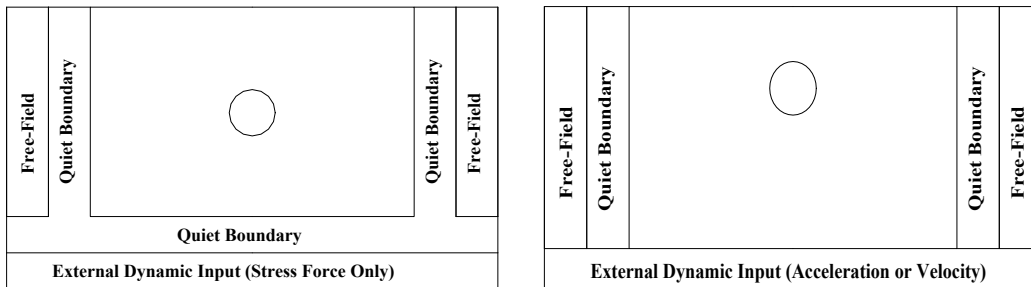 Free-Field
Quiet Boundary
Quiet Boundary
Free-Field
Quiet Boundary
External Dynamic Input (Stress Force Only)
Free-Field
Quiet Boundary
Quiet Boundary
Free-Field
External Dynamic Input (Acceleration or Velocity)